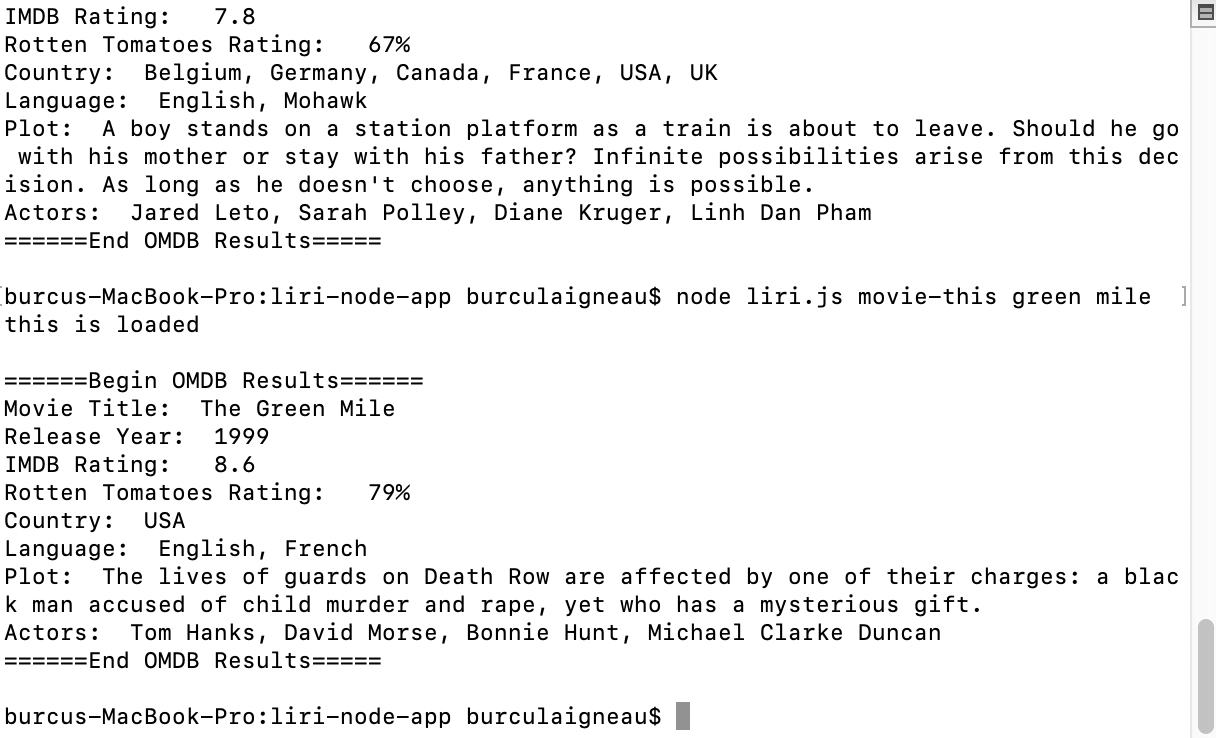 IMDB Rating:   7.8
Rotten Tomatoes Rating:   67%
Country:  Belgium, Germany, Canada, France, USA, UK
Language:  English, Mohawk
Plot:  A boy stands on a station platform as a train is about to leave. Should he go
 with his mother or stay with his father? Infinite possibilities arise from this dec
ision. As long as he doesn't choose, anything is possible.
Actors:  Jared Leto, Sarah Polley, Diane Kruger, Linh Dan Pham
======End OMDB Results=====
[burcus-MacBook-Pro:liri-node-app burculaigneau$ node liri.js movie-this green mile  ]
this is loaded
======Begin OMDB Results======
Movie Title:  The Green Mile
Release Year:  1999
IMDB Rating:   8.6
Rotten Tomatoes Rating:   79%
Country:  USA
Language:  English, French
Plot:  The lives of guards on Death Row are affected by one of their charges: a blac
k man accused of child murder and rape, yet who has a mysterious gift.
Actors:  Tom Hanks, David Morse, Bonnie Hunt, Michael Clarke Duncan
======End OMDB Results=====
burcus-MacBook-Pro:liri-node-app burculaigneau$